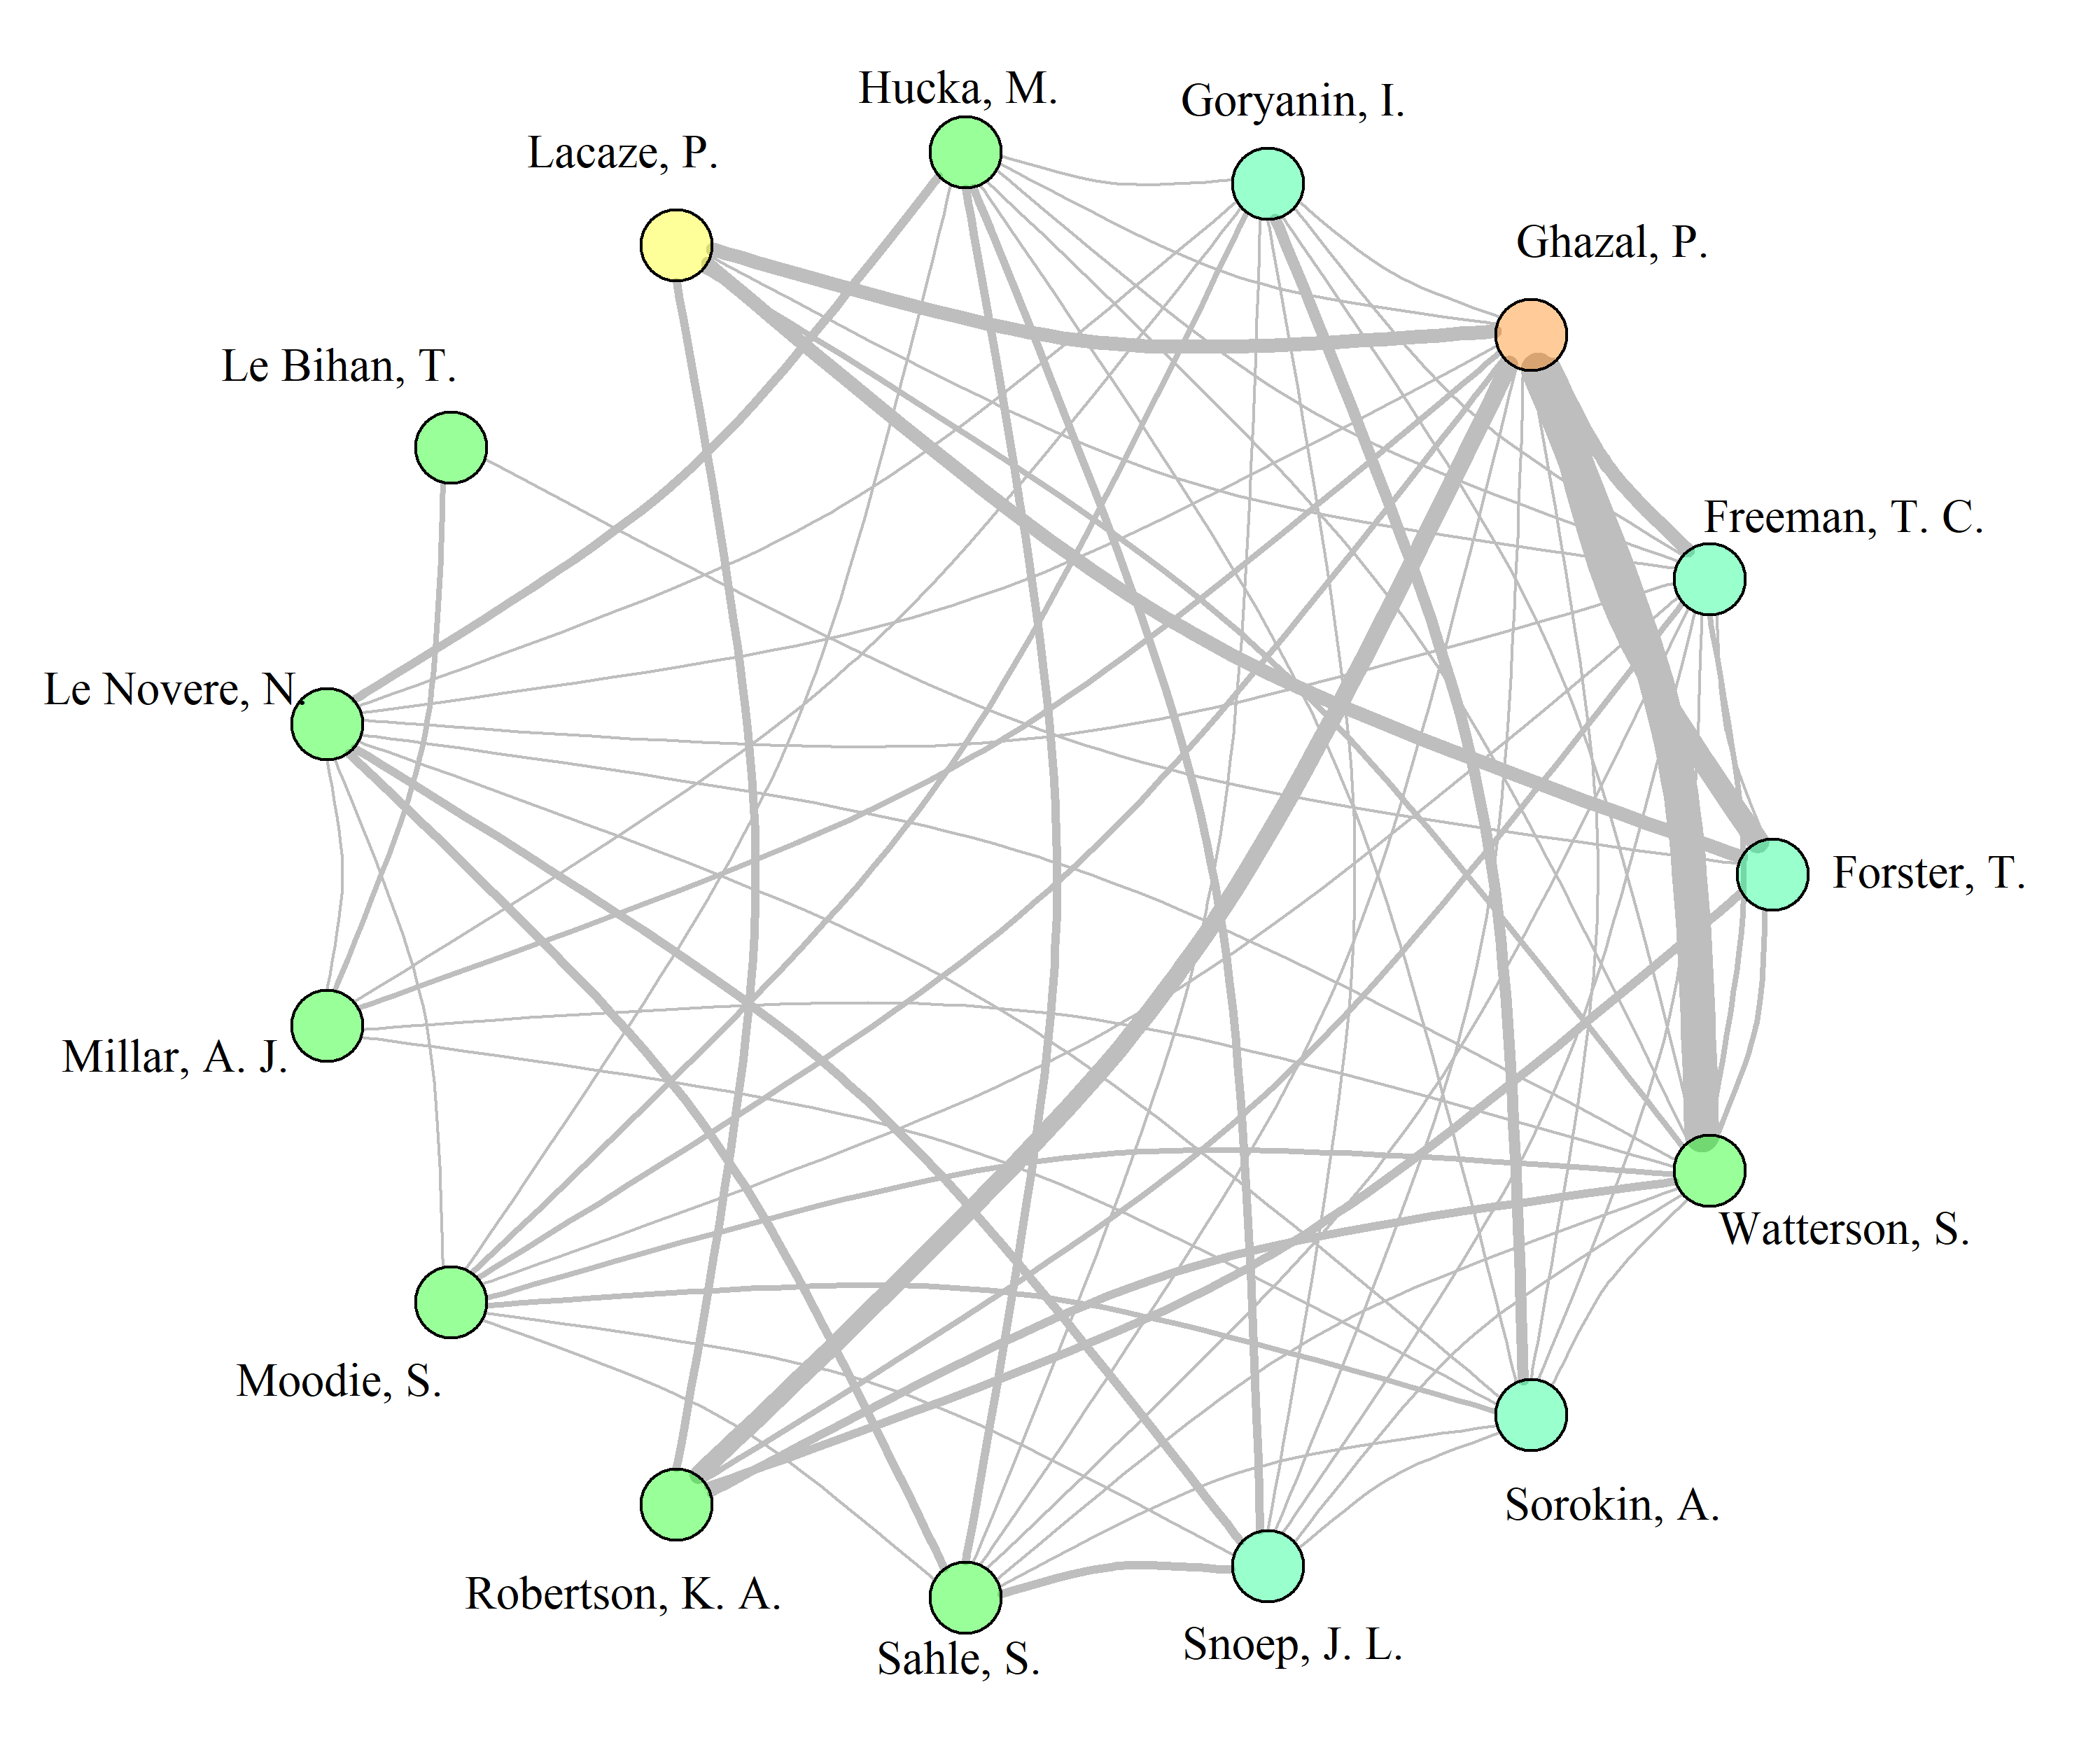 Hucka, M.
Goryanin, I.
Lacaze, P.
Ghazal, P.
Le Bihan, T.
Freeman, T. C.
Le Novere, N.
Forster, T.
Millar, A. J.
Watterson, S.
Moodie, S.
Sorokin, A.
Robertson, K. A.
Snoep, J. L.
Sahle, S.